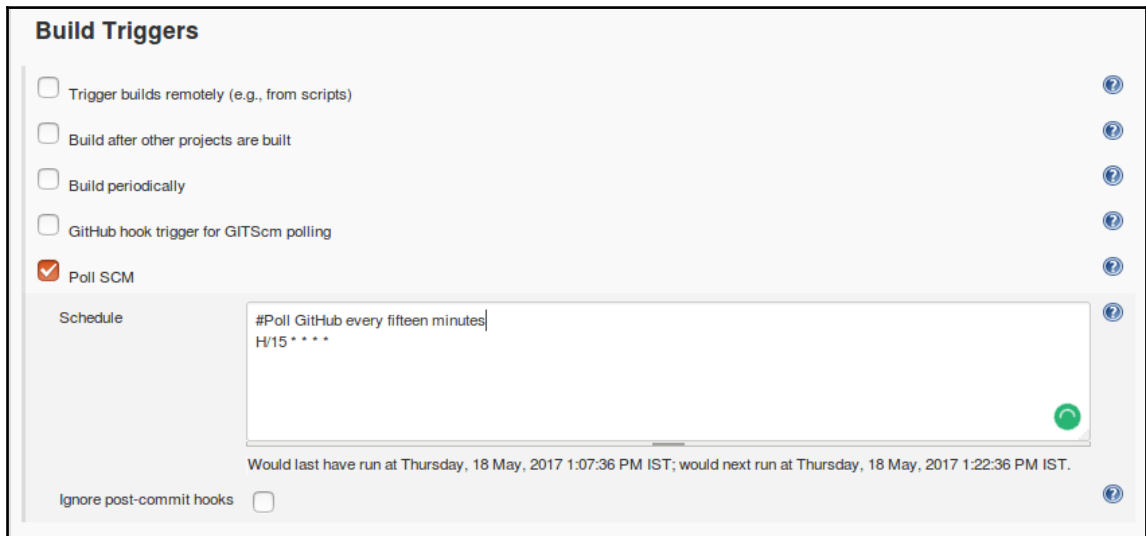 Build Triggers
Trigger builds remotely (e.g., from scripts)
Build after other projects are built
Build periodically
GitHub hook trigger for GITScm polling
Poll SCM
Schedule
#Poll GitHub every fifteen minutes
H/15 * * * *
Would last have run at Thursday, 18 May, 2017 1:07:36 PM IST; would next run at Thursday, 18 May, 2017 1:22:36 PM IST.
Ignore post-commit hooks